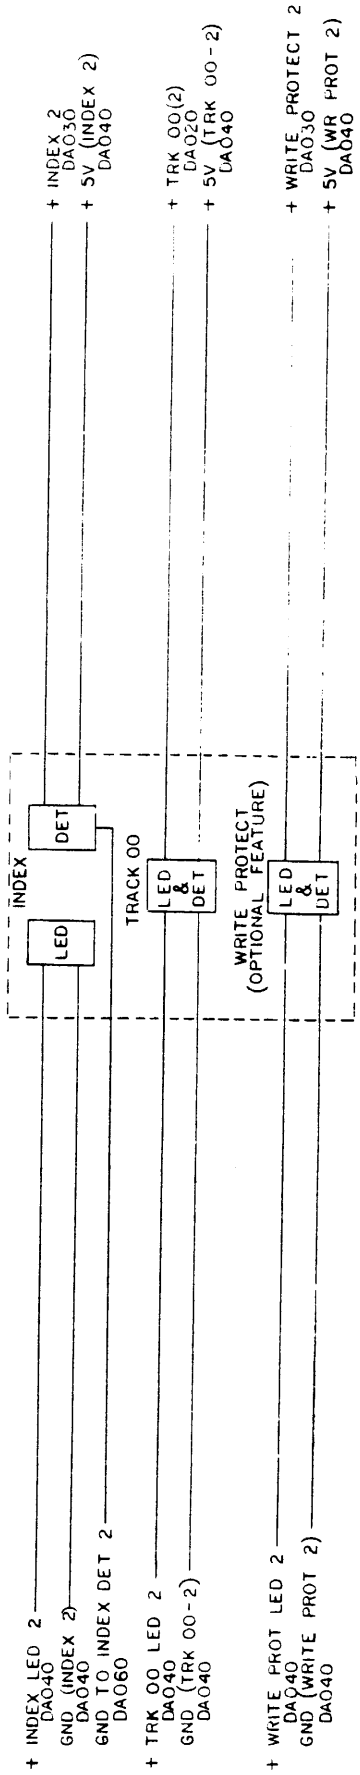 + INDEX LED 2
DA040
GND (INDEX 2)
DA040
GND TO INDEX DET 2
DA060
+ TRK 00 LED 2
DA040
GND (TRK 00-2)
DA040
+ WRITE PROT LED 2
DA040
GND (WRITE PROT 2)
DA040
INDEX
LED
DET
TRACK 00
LED
&
DET
WRITE PROTECT
(OPTIONAL FEATURE)
LED
&
DET
+ INDEX 2
DA030
+ 5V (INDEX 2)
DA040
+ TRK 00(2)
DA020
+ 5V (TRK 00-2)
DA040
+ WRITE PROTECT 2
DA030
+ 5V (WR PROT 2)
DA040